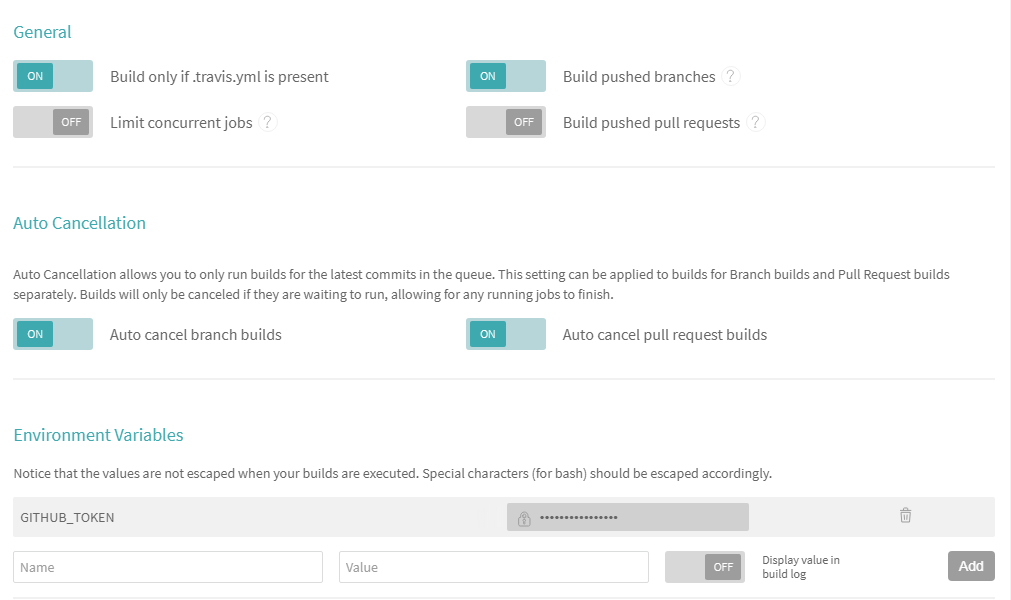 General
ON Build only if .travis.yml is present ON Build pushed branches ?
OFF Limit concurrent jobs ? OFF Build pushed pull requests ?
Auto Cancellation
Auto Cancellation allows you to only run builds for the latest commits in the queue. This setting can be applied to builds for Branch builds and Pull Request builds
separately. Builds will only be canceled if they are waiting to run, allowing for any running jobs to finish.
ON Auto cancel branch builds ON Auto cancel pull request builds
Environment Variables
Notice that the values are not escaped when your builds are executed. Special characters (for bash) should be escaped accordingly.
GITHUB_TOKEN ••••••••••••••••
Name Value OFF Display value in
build log
Add